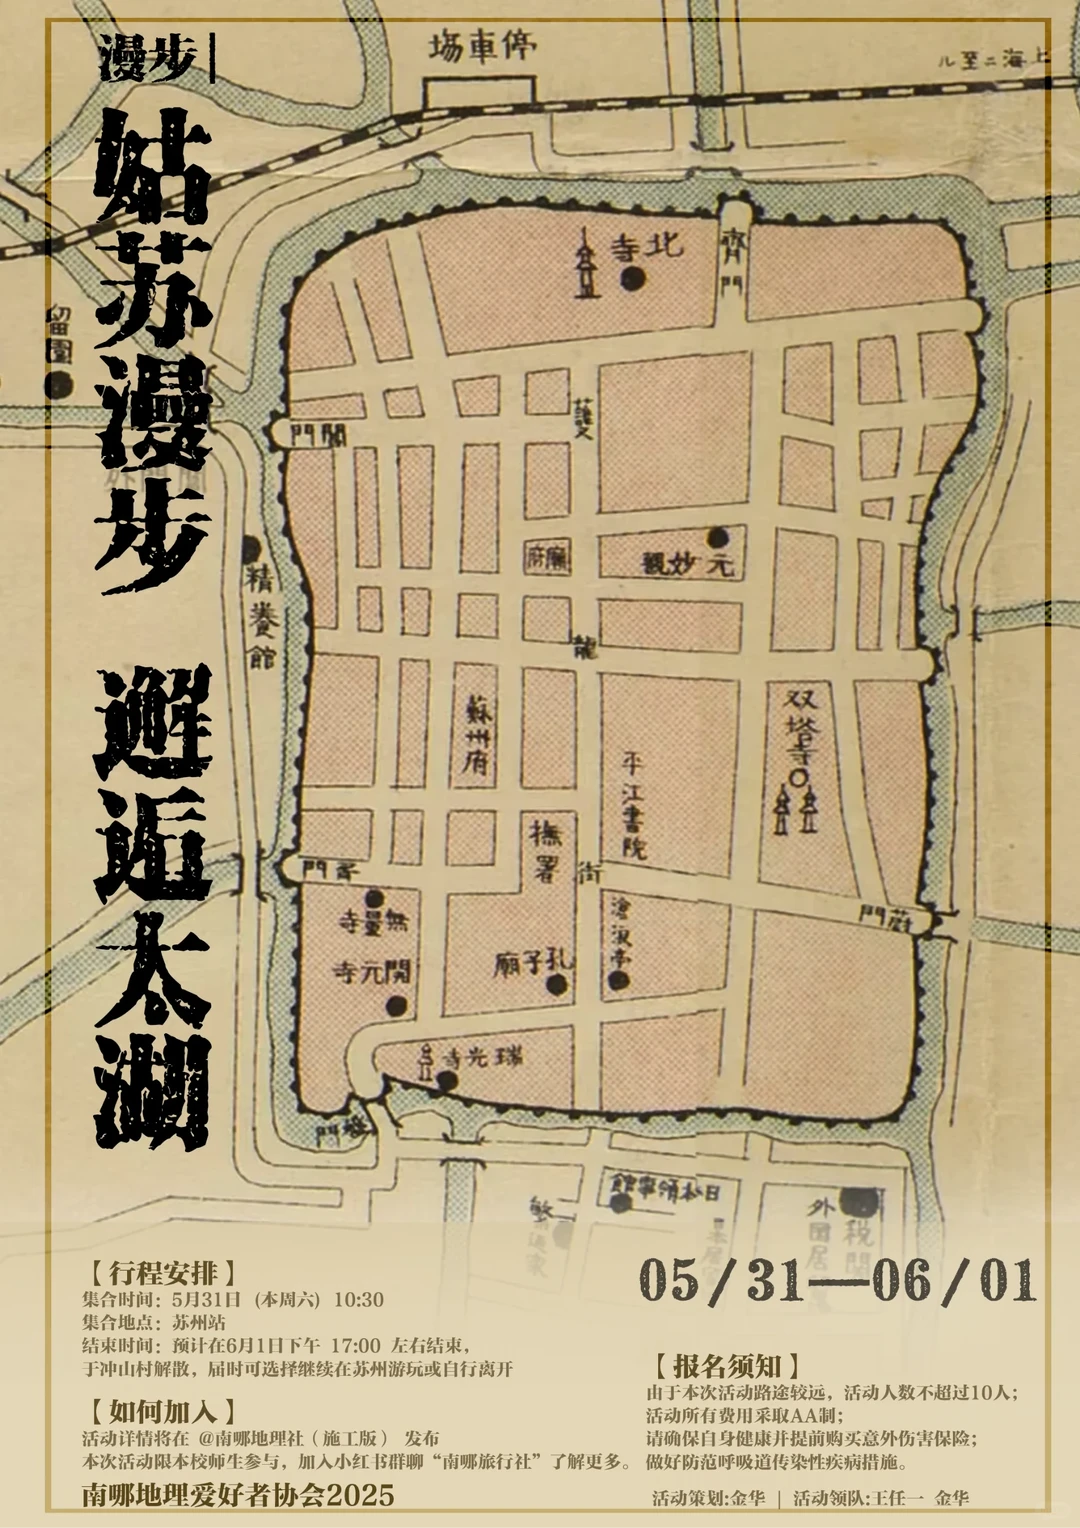 漫步|
姑苏漫步 邂逅太湖
停車場
上海ニ至ル
北寺
齊門
留園
閶門
護
元妙觀
精養館
龍
蘇州府
双塔寺
平江書院
撫署
街
胥門
葑門
無量寺
滄浪亭
開元寺
孔子廟
瑞光寺
盤門
日本領事館
外國居
税關
05/31—06/01
【行程安排】
集合时间：5月31日 (本周六) 10:30
集合地点：苏州站
结束时间：预计在6月1日下午 17:00 左右结束，
于冲山村解散，届时可选择继续在苏州游玩或自行离开
【如何加入】
活动详情将在 @南哪地理社（施工版） 发布
本次活动限本校师生参与，加入小红书群聊“南哪旅行社”了解更多。
南哪地理爱好者协会2025
【报名须知】
由于本次活动路途较远，活动人数不超过10人；
活动所有费用采取AA制；
请确保自身健康并提前购买意外伤害保险；
做好防范呼吸道传染性疾病措施。
活动策划:金华 | 活动领队:王任一 金华